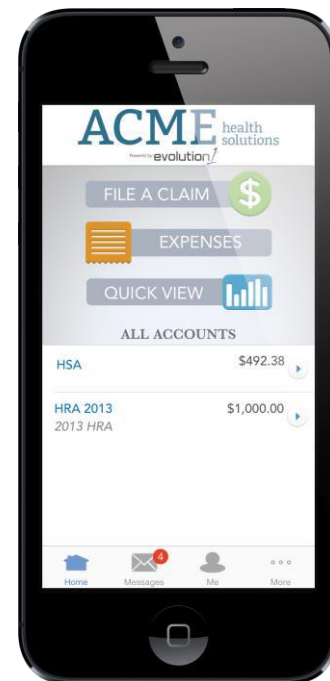 ACME health solutions
Powered by evolution1
FILE A CLAIM $
EXPENSES
QUICK VIEW
ALL ACCOUNTS
HSA $492.38
HRA 2013 $1,000.00
2013 HRA
4
Home Messages Me More